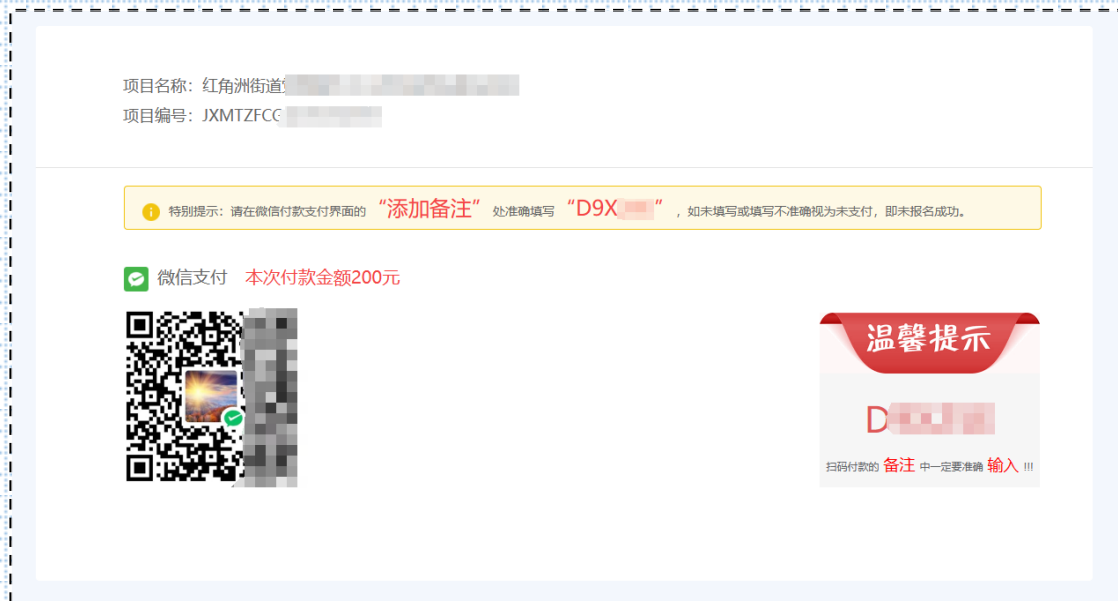 项目名称：红角洲街道
项目编号：JXMTZFCG
特别提示：请在微信付款支付界面的 “添加备注” 处准确填写 “D9X ” ，如未填写或填写不准确视为未支付，即未报名成功。
微信支付 本次付款金额200元
温馨提示
D
扫码付款的 备注 中一定要准确 输入 !!!